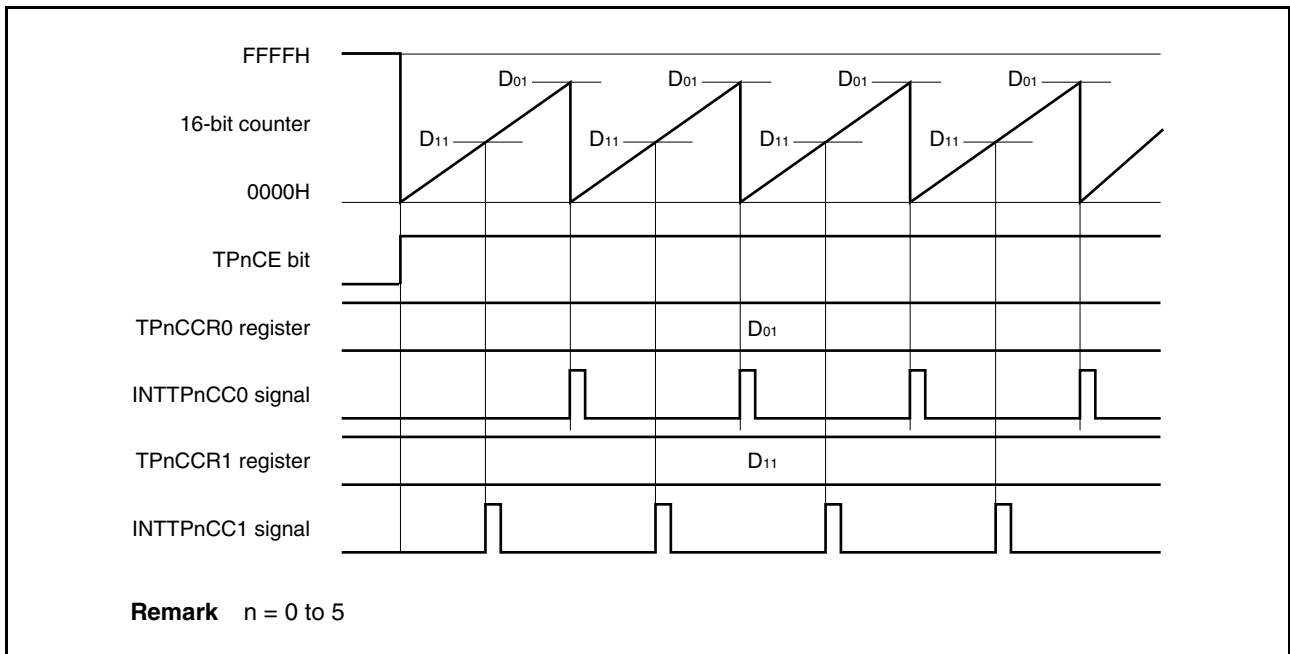 FFFFH
D01 D01 D01 D01
16-bit counter
D11 D11 D11 D11
0000H
TPnCE bit
TPnCCR0 register
D01
INTTPnCC0 signal
TPnCCR1 register
D11
INTTPnCC1 signal
Remark n = 0 to 5